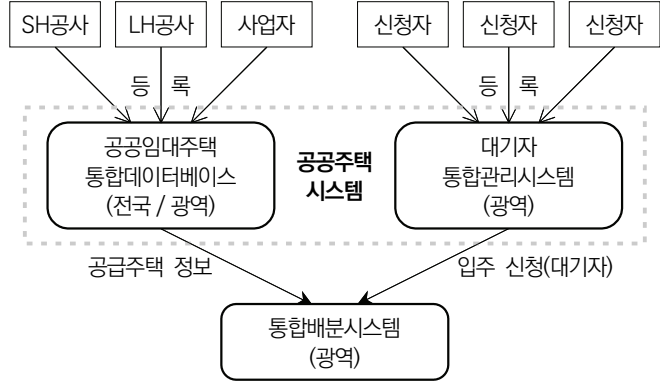 SH공사
LH공사
사업자
신청자
신청자
신청자
등 록
등 록
공공임대주택
통합데이터베이스
(전국 / 광역)
공공주택
시스템
대기자
통합관리시스템
(광역)
공급주택 정보
입주 신청(대기자)
통합배분시스템
(광역)